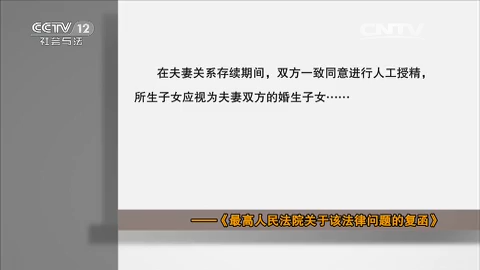 CCTV 12
社会与法
CNTV
在夫妻关系存续期间，双方一致同意进行人工授精，
所生子女应视为夫妻双方的婚生子女……
——《最高人民法院关于该法律问题的复函》